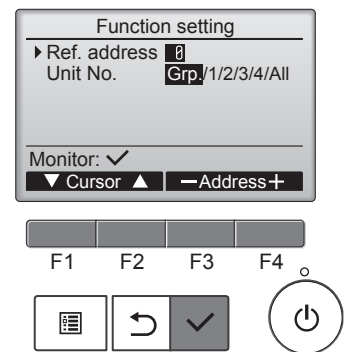 Function setting
Ref. address 0
Unit No. Grp./1/2/3/4/All
Monitor: ✓
▼ Cursor ▲ −Address+
F1 F2 F3 F4